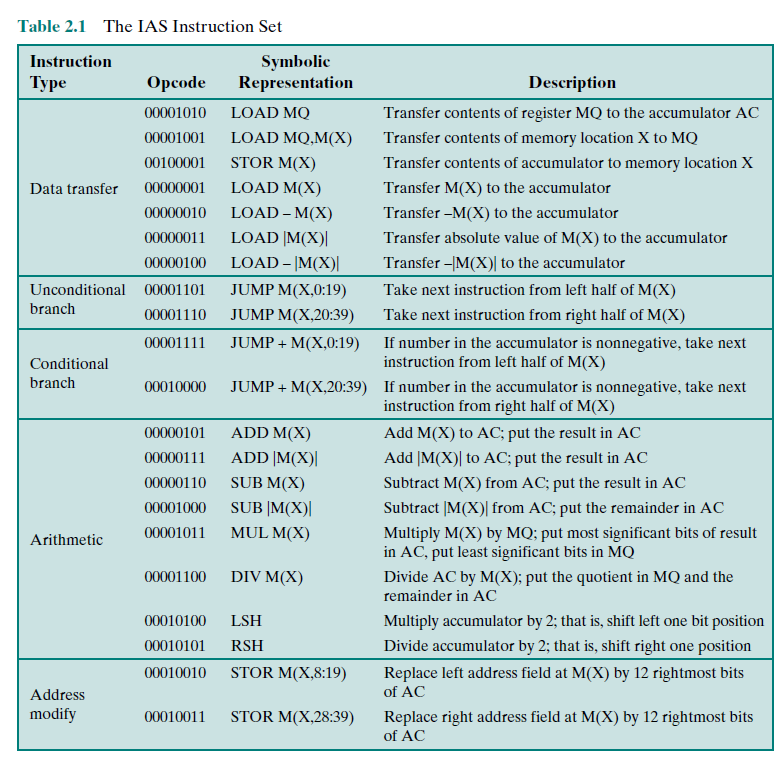 Table 2.1 The IAS Instruction Set
Instruction Type Opcode Symbolic Representation Description
Data transfer
00001010 LOAD MQ Transfer contents of register MQ to the accumulator AC
00001001 LOAD MQ,M(X) Transfer contents of memory location X to MQ
00100001 STOR M(X) Transfer contents of accumulator to memory location X
00000001 LOAD M(X) Transfer M(X) to the accumulator
00000010 LOAD – M(X) Transfer –M(X) to the accumulator
00000011 LOAD |M(X)| Transfer absolute value of M(X) to the accumulator
00000100 LOAD – |M(X)| Transfer –|M(X)| to the accumulator
Unconditional branch
00001101 JUMP M(X,0:19) Take next instruction from left half of M(X)
00001110 JUMP M(X,20:39) Take next instruction from right half of M(X)
Conditional branch
00001111 JUMP + M(X,0:19) If number in the accumulator is nonnegative, take next
instruction from left half of M(X)
00010000 JUMP + M(X,20:39) If number in the accumulator is nonnegative, take next
instruction from right half of M(X)
Arithmetic
00000101 ADD M(X) Add M(X) to AC; put the result in AC
00000111 ADD |M(X)| Add |M(X)| to AC; put the result in AC
00000110 SUB M(X) Subtract M(X) from AC; put the result in AC
00001000 SUB |M(X)| Subtract |M(X)| from AC; put the remainder in AC
00001011 MUL M(X) Multiply M(X) by MQ; put most significant bits of result
in AC, put least significant bits in MQ
00001100 DIV M(X) Divide AC by M(X); put the quotient in MQ and the
remainder in AC
00010100 LSH Multiply accumulator by 2; that is, shift left one bit position
00010101 RSH Divide accumulator by 2; that is, shift right one position
Address modify
00010010 STOR M(X,8:19) Replace left address field at M(X) by 12 rightmost bits
of AC
00010011 STOR M(X,28:39) Replace right address field at M(X) by 12 rightmost bits
of AC